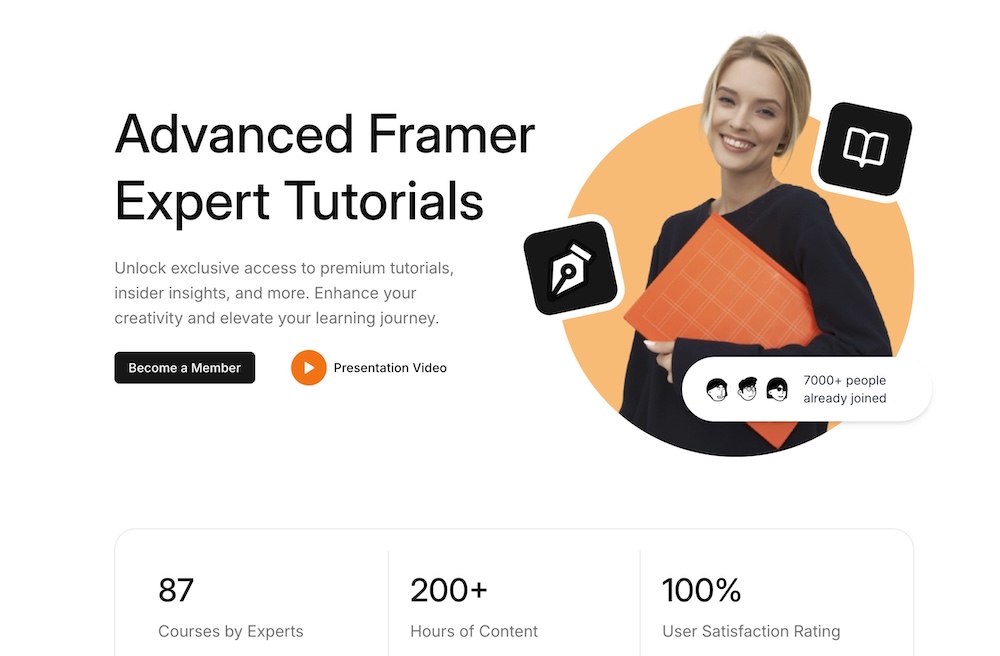 Advanced Framer
Expert Tutorials
Unlock exclusive access to premium tutorials,
insider insights, and more. Enhance your
creativity and elevate your learning journey.
Become a Member
Presentation Video
7000+ people
already joined
87
Courses by Experts
200+
Hours of Content
100%
User Satisfaction Rating